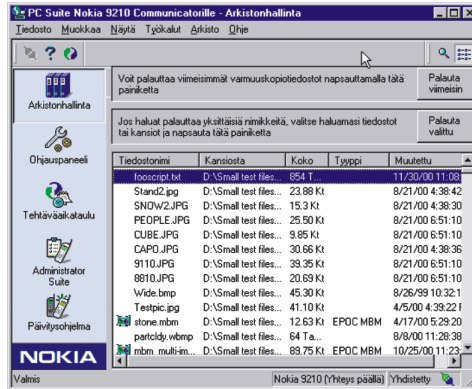 PC Suite Nokia 9210 Communicatorille - Arkistonhallinta
Tiedosto Muokkaa Näytä Työkalut Arkisto Ohje
Voit palauttaa viimeisimmät varmuuskopiotiedostot napsauttamalla tätä
painiketta
Palauta
viimeisin
Jos haluat palauttaa yksittäisiä nimikkeitä, valitse haluamasi tiedostot
tai kansiot ja napsauta tätä painiketta
Palauta
valittu
Arkistonhallinta
Ohjauspaneeli
Tehtäväaikataulu
Administrator
Suite
Päivitysohjelma
NOKIA
Tiedostonimi Kansiosta Koko Tyyppi Muutettu
fooscript.txt D:\Small test files... 854 T... 11/30/00 11:08:
Stand2.jpg D:\Small test files... 23.88 Kt 8/21/00 4:38:42
SNOW2.JPG D:\Small test files... 15.3 Kt 8/21/00 4:38:30
PEOPLE.JPG D:\Small test files... 25.50 Kt 8/21/00 6:51:10
CUBE.JPG D:\Small test files... 9.85 Kt 8/21/00 6:51:10
CAPO.JPG D:\Small test files... 30.66 Kt 8/21/00 4:38:36
9110.JPG D:\Small test files... 39.35 Kt 8/21/00 6:51:10
8810.JPG D:\Small test files... 20.69 Kt 8/21/00 6:51:10
Wide.bmp D:\Small test files... 45.30 Kt 8/26/99 10:32:1
Testpic.jpg D:\Small test files... 41.10 Kt 4/5/00 4:39:22 F
stone.mbm D:\Small test files... 12.63 Kt EPOC MBM 4/17/00 5:29:20
partcldy.wbmp D:\Small test files... 64 Ta... 8/8/00 11:28:38
mbm_multi-im... D:\Small test files... 89.75 Kt EPOC MBM 10/25/00 11:23:
Valmis Nokia 9210 (Yhteys päällä) Yhdistetty